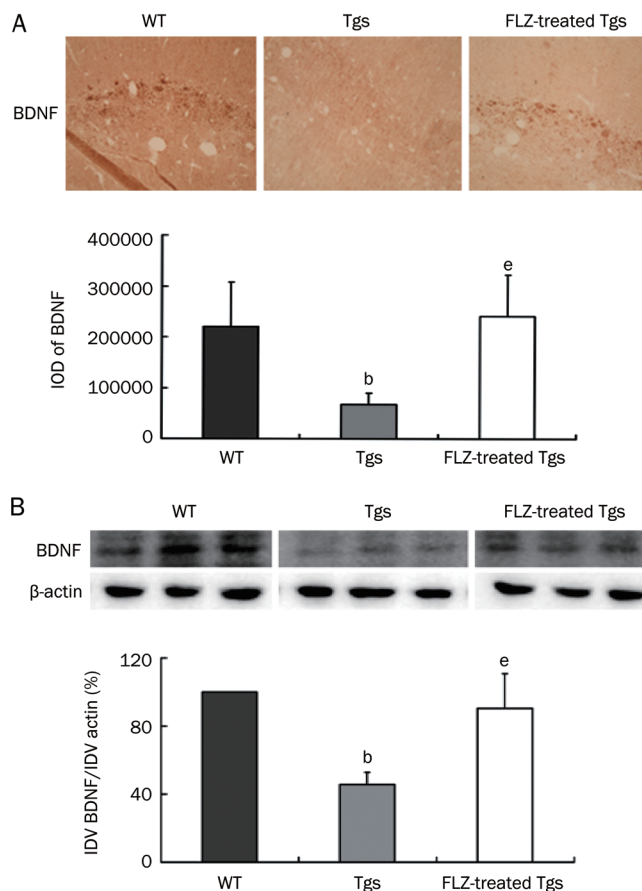 A
WT Tgs FLZ-treated Tgs
BDNF
400000
300000
200000
100000
0
IOD of BDNF
b
e
WT Tgs FLZ-treated Tgs
B
WT Tgs FLZ-treated Tgs
BDNF
β-actin
120
80
40
0
IDV BDNF/IDV actin (%)
b
e
WT Tgs FLZ-treated Tgs